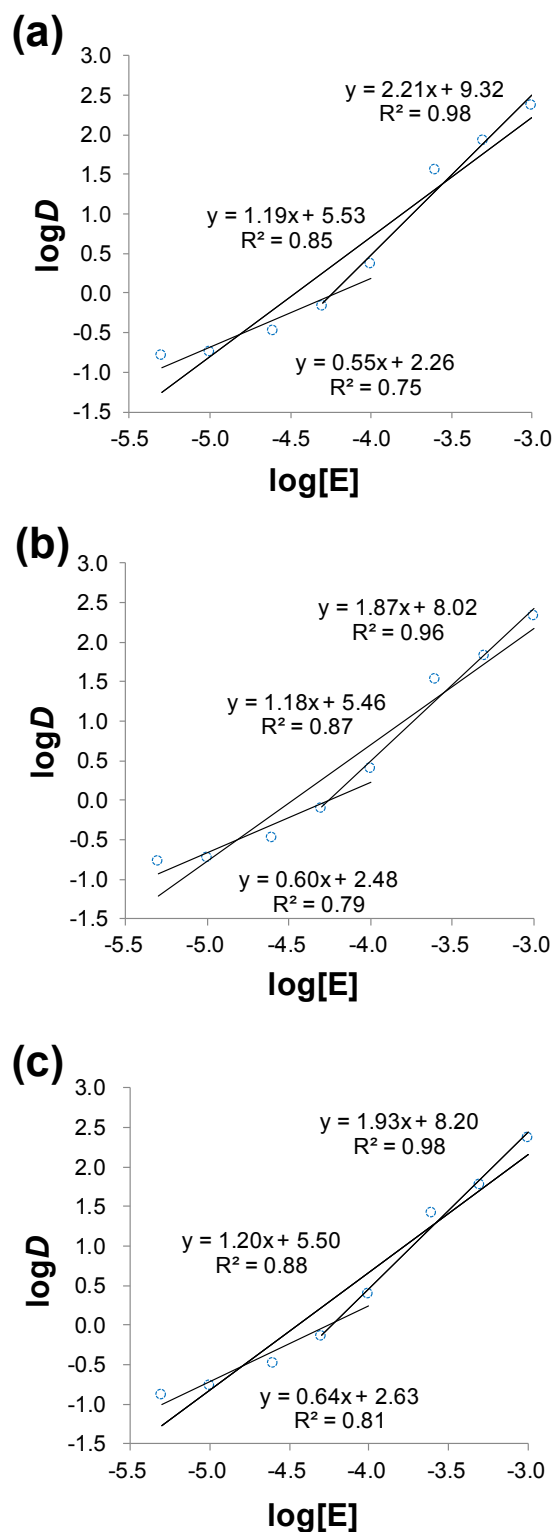 (a)
3.0
2.5
2.0
1.5
1.0
0.5
0.0
-0.5
-1.0
-1.5
logD
y = 2.21x + 9.32
R² = 0.98
y = 1.19x + 5.53
R² = 0.85
y = 0.55x + 2.26
R² = 0.75
-5.5 -5.0 -4.5 -4.0 -3.5 -3.0
log[E]
(b)
3.0
2.5
2.0
1.5
1.0
0.5
0.0
-0.5
-1.0
-1.5
logD
y = 1.87x + 8.02
R² = 0.96
y = 1.18x + 5.46
R² = 0.87
y = 0.60x + 2.48
R² = 0.79
-5.5 -5.0 -4.5 -4.0 -3.5 -3.0
log[E]
(c)
3.0
2.5
2.0
1.5
1.0
0.5
0.0
-0.5
-1.0
-1.5
logD
y = 1.93x + 8.20
R² = 0.98
y = 1.20x + 5.50
R² = 0.88
y = 0.64x + 2.63
R² = 0.81
-5.5 -5.0 -4.5 -4.0 -3.5 -3.0
log[E]